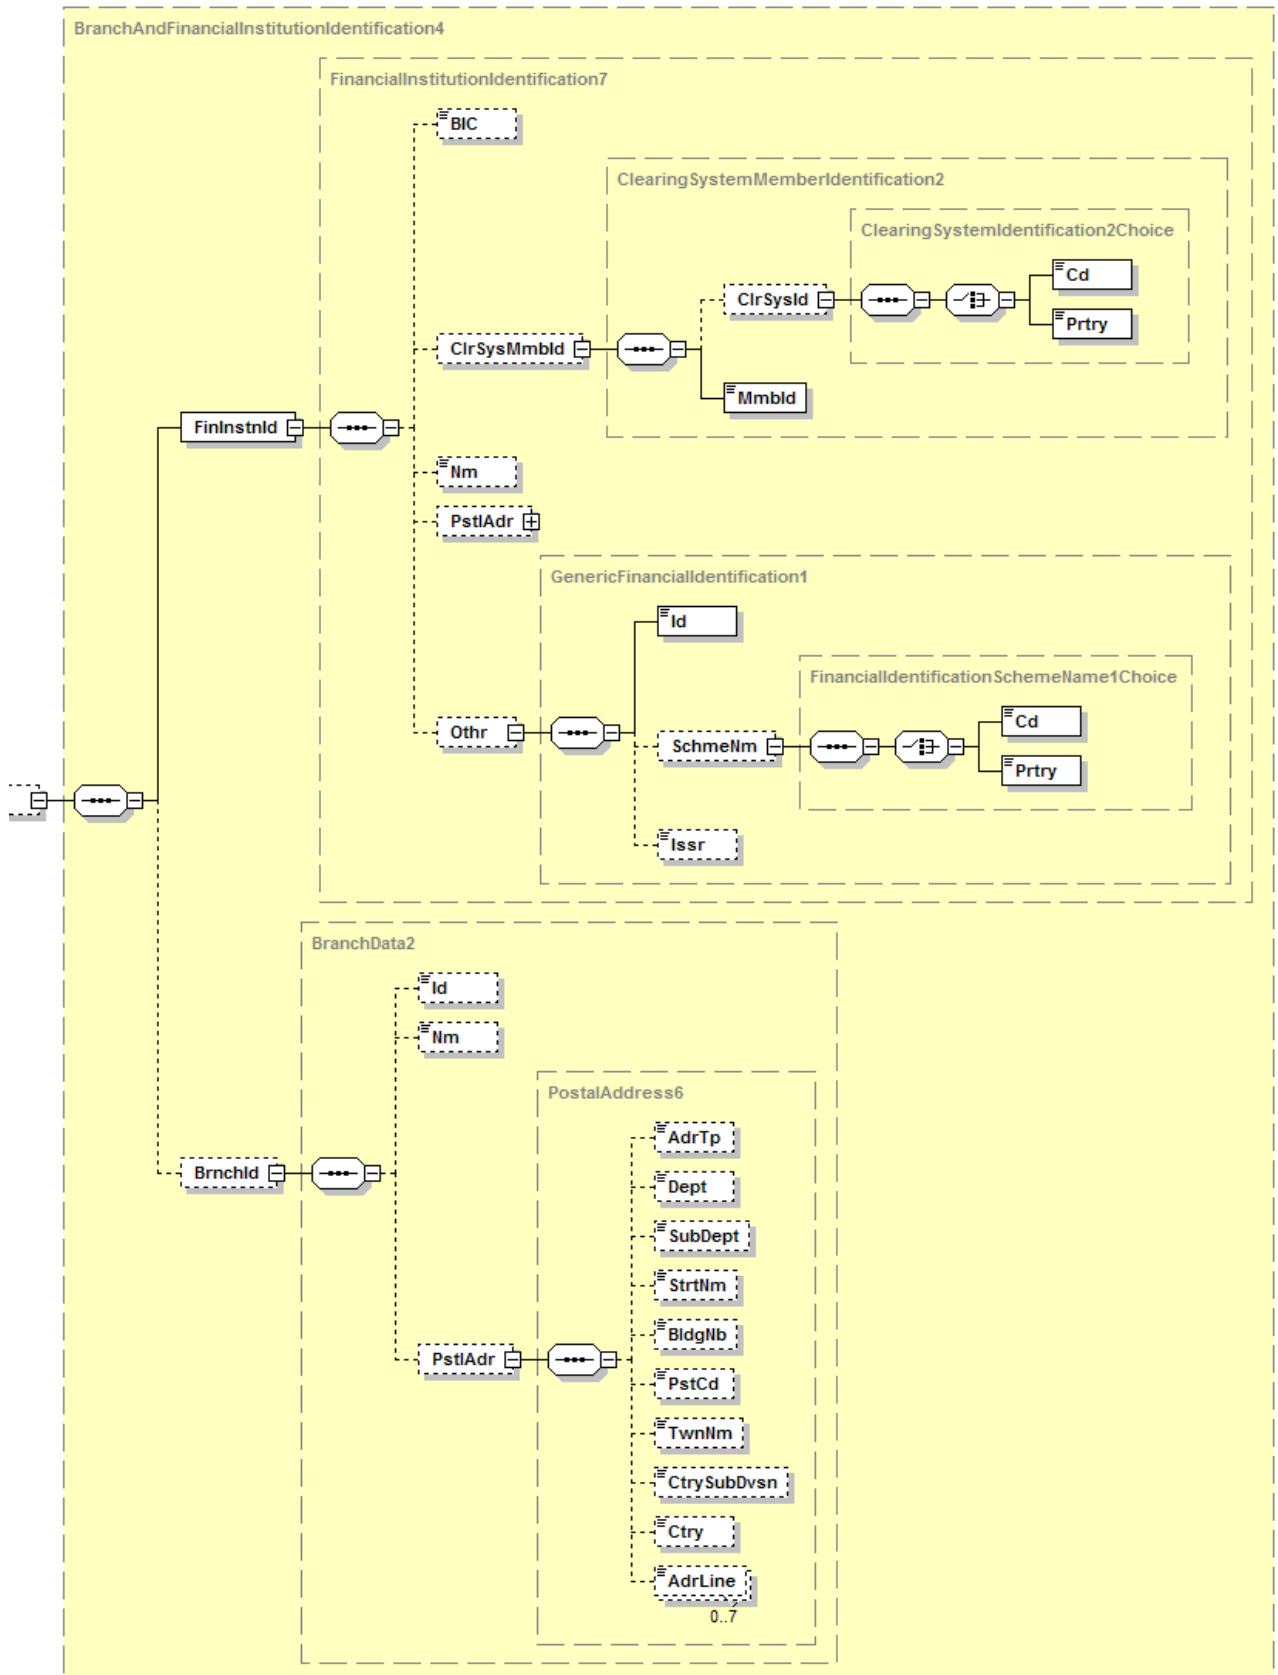 BranchAndFinancialInstitutionIdentification4
FinancialInstitutionIdentification7
BIC
ClearingSystemMemberIdentification2
ClearingSystemIdentification2Choice
Cd
ClrSysId
Prtry
ClrSysMmbId
MmbId
FinInstnId
Nm
PstlAdr
GenericFinancialIdentification1
Id
FinancialIdentificationSchemeName1Choice
Cd
Othr
SchmeNm
Prtry
Issr
BranchData2
Id
Nm
PostalAddress6
AdrTp
BrnchId
Dept
SubDept
StrtNm
BldgNb
PstlAdr
PstCd
TwnNm
CtrySubDvsn
Ctry
AdrLine
0..7